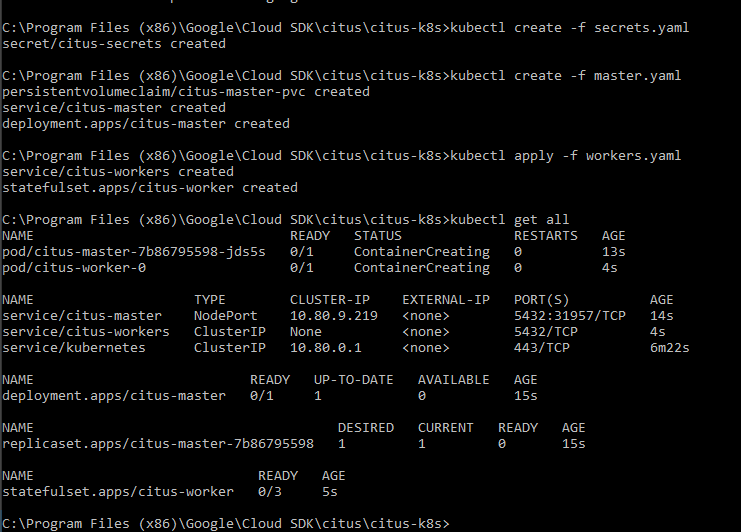 C:\Program Files (x86)\Google\Cloud SDK\citus\citus-k8s>kubectl create -f secrets.yaml
secret/citus-secrets created
C:\Program Files (x86)\Google\Cloud SDK\citus\citus-k8s>kubectl create -f master.yaml
persistentvolumeclaim/citus-master-pvc created
service/citus-master created
deployment.apps/citus-master created
C:\Program Files (x86)\Google\Cloud SDK\citus\citus-k8s>kubectl apply -f workers.yaml
service/citus-workers created
statefulset.apps/citus-worker created
C:\Program Files (x86)\Google\Cloud SDK\citus\citus-k8s>kubectl get all
NAME READY STATUS RESTARTS AGE
pod/citus-master-7b86795598-jds5s 0/1 ContainerCreating 0 13s
pod/citus-worker-0 0/1 ContainerCreating 0 4s
NAME TYPE CLUSTER-IP EXTERNAL-IP PORT(S) AGE
service/citus-master NodePort 10.80.9.219 <none> 5432:31957/TCP 14s
service/citus-workers ClusterIP None <none> 5432/TCP 4s
service/kubernetes ClusterIP 10.80.0.1 <none> 443/TCP 6m22s
NAME READY UP-TO-DATE AVAILABLE AGE
deployment.apps/citus-master 0/1 1 0 15s
NAME DESIRED CURRENT READY AGE
replicaset.apps/citus-master-7b86795598 1 1 0 15s
NAME READY AGE
statefulset.apps/citus-worker 0/3 5s
C:\Program Files (x86)\Google\Cloud SDK\citus\citus-k8s>